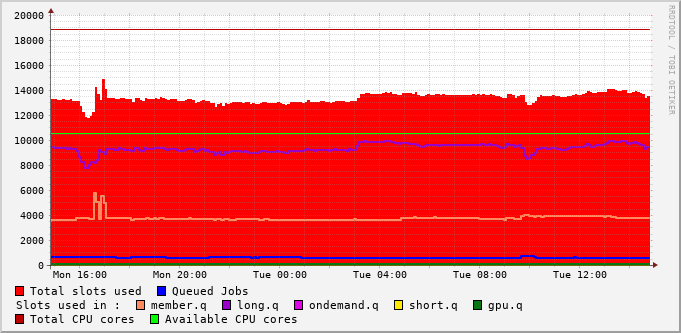 20000
18000
16000
14000
12000
10000
8000
6000
4000
2000
0
Mon 16:00 Mon 20:00 Tue 00:00 Tue 04:00 Tue 08:00 Tue 12:00
RRDTOOL / TOBI OETIKER
Total slots used Queued Jobs
Slots used in : member.q long.q ondemand.q short.q gpu.q
Total CPU cores Available CPU cores